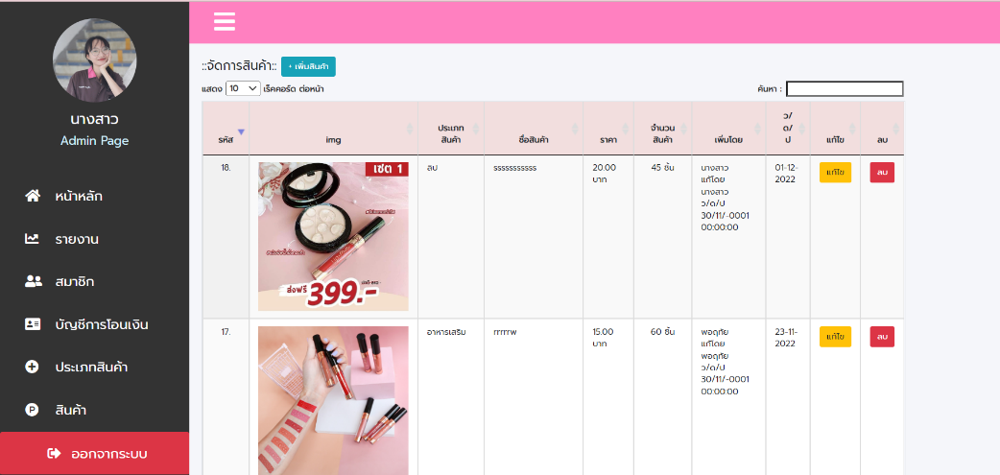 ::จัดการสินค้า:: + เพิ่มสินค้า
แสดง 10 เร็คคอร์ด ต่อหน้า
ค้นหา :
นางสาว
Admin Page
หน้าหลัก
รายงาน
สมาชิก
บัญชีการโอนเงิน
ประเภทสินค้า
สินค้า
ออกจากระบบ
รหัส
img
ประเภท
สินค้า
ชื่อสินค้า
ราคา
จำนวน
สินค้า
เพิ่มโดย
ว/
ด/
ป
แก้ไข
ลบ
18.
เซต 1
ส่งฟรี 399.-
ลป
sssssssssss
20.00
บาท
45 ชิ้น
นางสาว
แก้โดย
นางสาว
ว/ด/ป
30/11/-0001
00:00:00
01-12-
2022
แก้ไข
ลบ
17.
อาหารเสริม
rrrrrw
15.00
บาท
60 ชิ้น
พอฤทัย
แก้โดย
พอฤทัย
ว/ด/ป
30/11/-0001
00:00:00
23-11-
2022
แก้ไข
ลบ